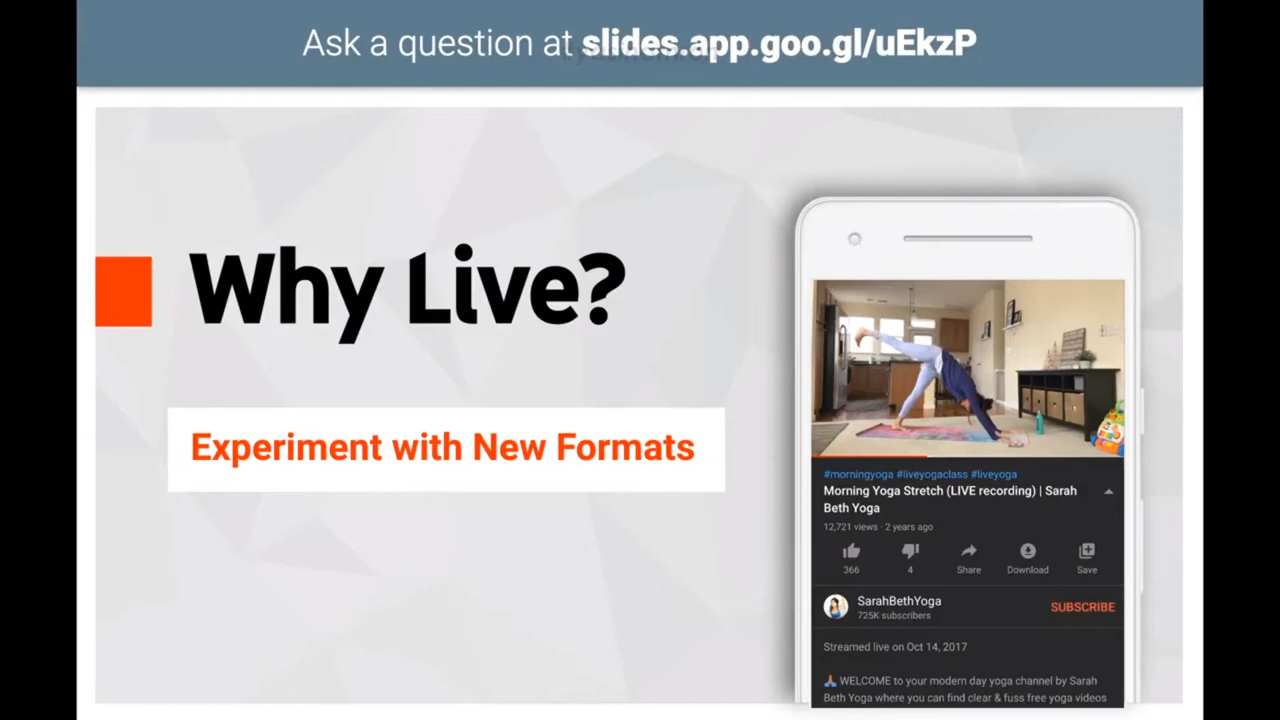 Ask a question at slides.app.goo.gl/uEkzP
Why Live?
Experiment with New Formats
#morningyoga #liveyogaclass #liveyoga
Morning Yoga Stretch (LIVE recording) | Sarah
Beth Yoga
12,721 views · 2 years ago
366
4
Share
Download
Save
SarahBethYoga
SUBSCRIBE
725K subscribers
Streamed live on Oct 14, 2017
🙏 WELCOME to your modern day yoga channel by Sarah
Beth Yoga where you can find clear & fuss free yoga videos